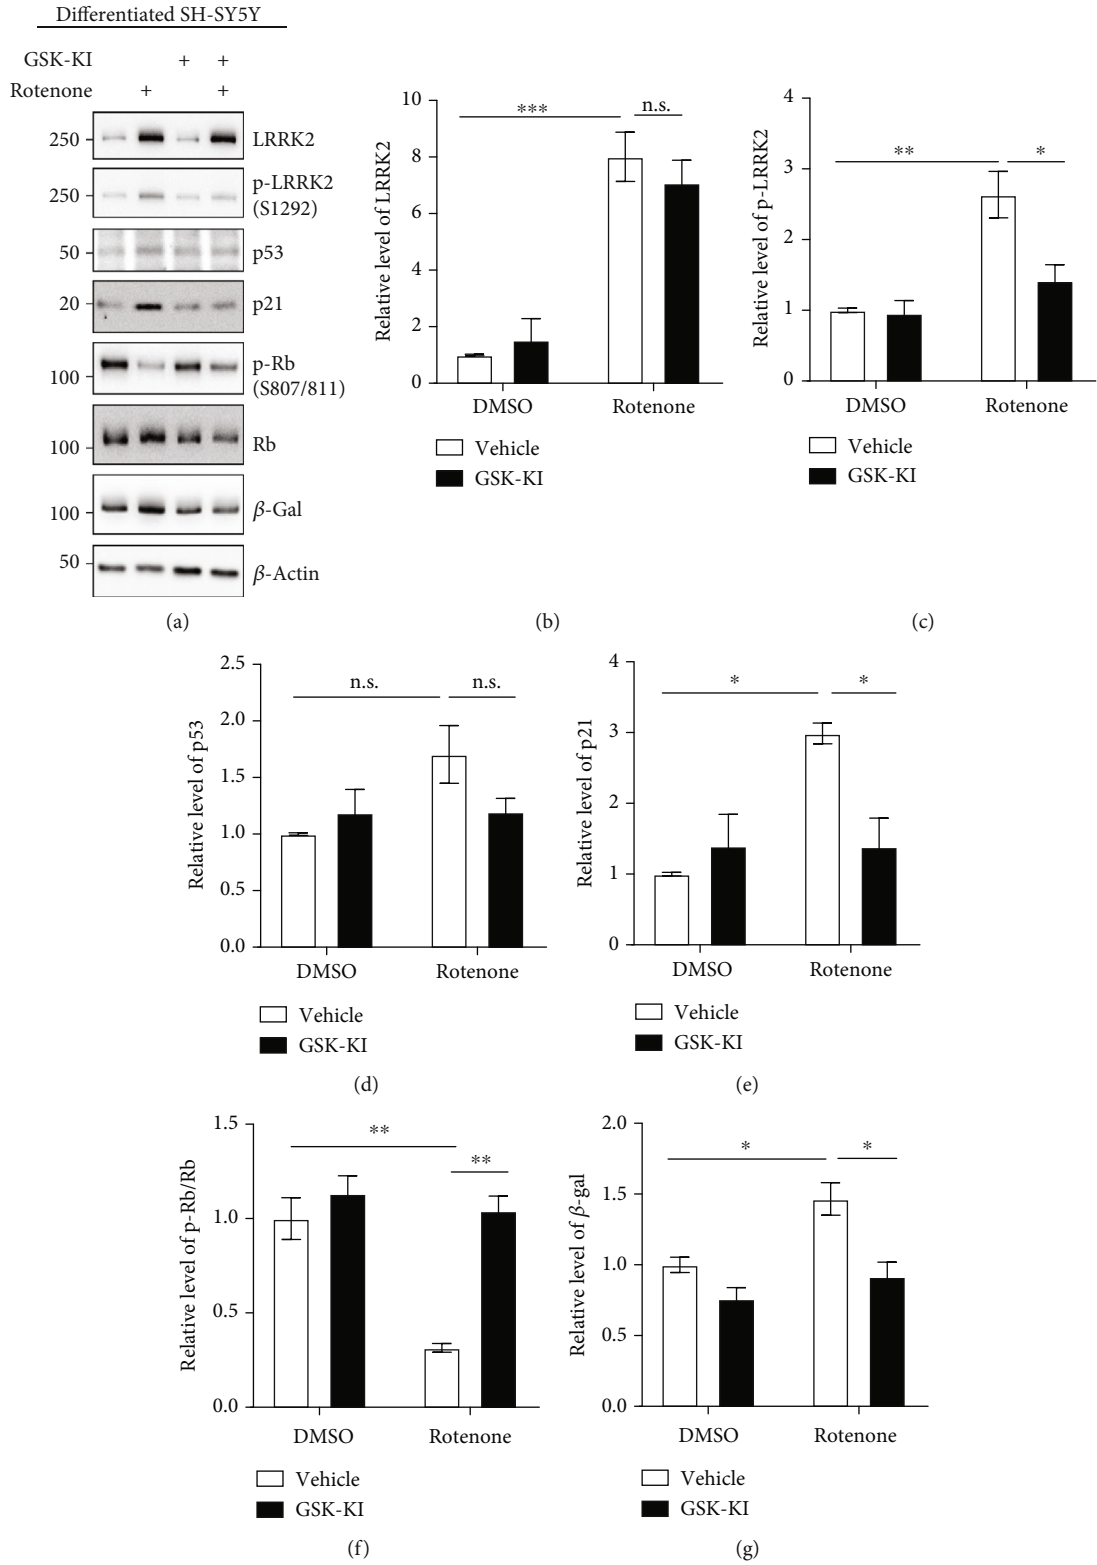 Differentiated SH-SY5Y
GSK-KI + +
Rotenone + +
250 LRRK2
250 p-LRRK2
(S1292)
50 p53
20 p21
100 p-Rb
(S807/811)
100 Rb
100 β-Gal
50 β-Actin
(a)
Relative level of LRRK2
10
8
6
4
2
0
*** n.s.
DMSO Rotenone
Vehicle
GSK-KI
(b)
Relative level of p-LRRK2
4
3
2
1
0
** *
DMSO Rotenone
Vehicle
GSK-KI
(c)
Relative level of p53
2.5
2.0
1.5
1.0
0.5
0.0
n.s. n.s.
DMSO Rotenone
Vehicle
GSK-KI
(d)
Relative level of p21
4
3
2
1
0
* *
DMSO Rotenone
Vehicle
GSK-KI
(e)
Relative level of p-Rb/Rb
1.5
1.0
0.5
0.0
**
**
DMSO Rotenone
Vehicle
GSK-KI
(f)
Relative level of β-gal
2.0
1.5
1.0
0.5
0.0
* *
DMSO Rotenone
Vehicle
GSK-KI
(g)